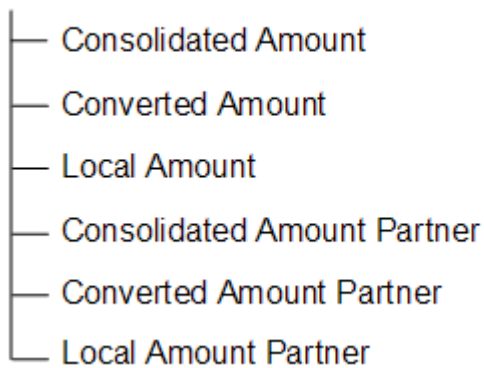 Consolidated Amount
Converted Amount
Local Amount
Consolidated Amount Partner
Converted Amount Partner
Local Amount Partner